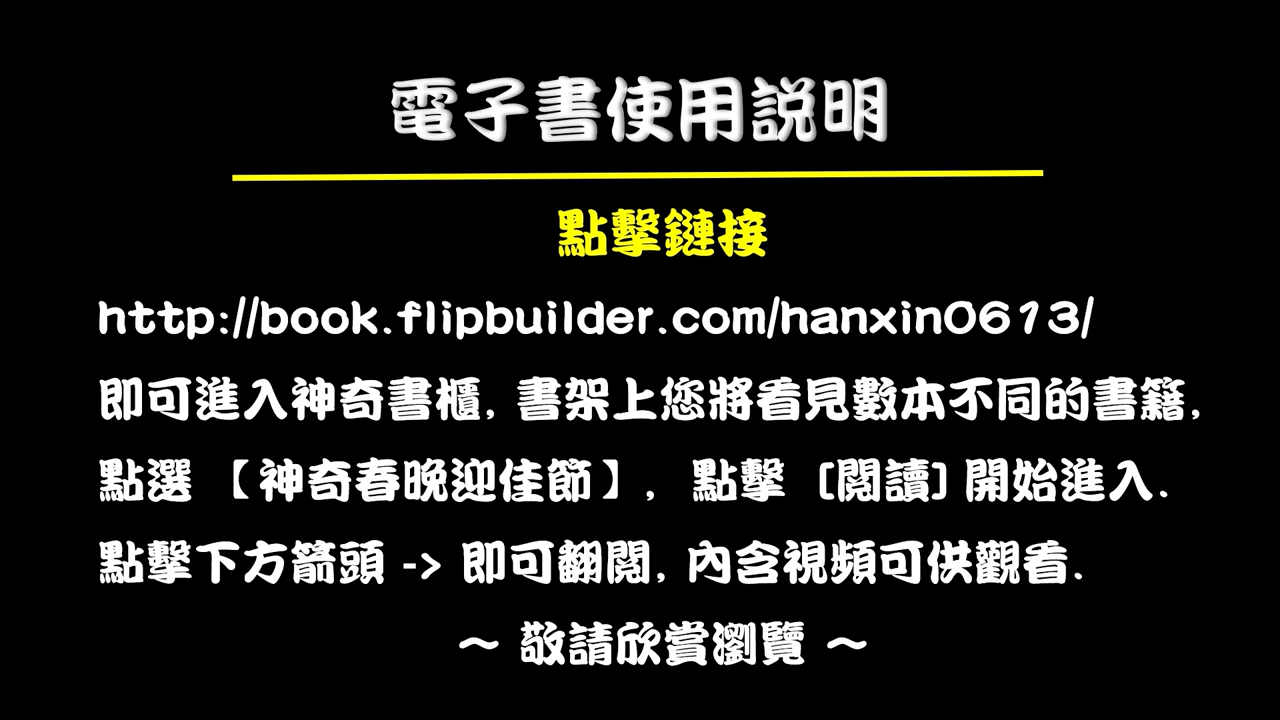 電子書使用説明
點擊鏈接
http://book.flipbuilder.com/hanxin0613/
即可進入神奇書櫃, 書架上您將看見數本不同的書籍,
點選 【神奇春晚迎佳節】, 點擊 [閱讀] 開始進入.
點擊下方箭頭 -> 即可翻閱, 內含視頻可供觀看.
～ 敬請欣賞瀏覽 ～